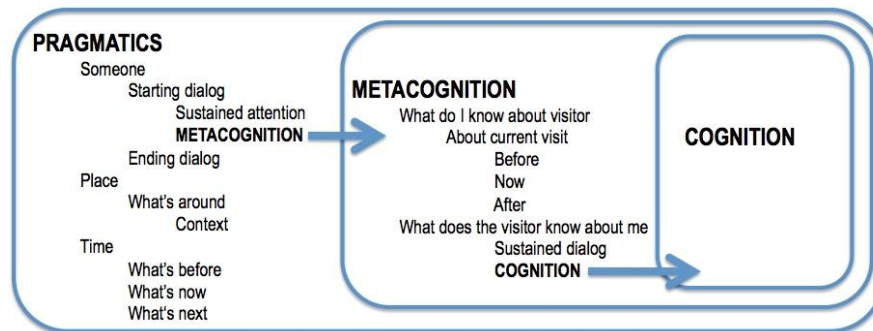 PRAGMATICS
Someone
Starting dialog
Sustained attention
METACOGNITION
Ending dialog
Place
What's around
Context
Time
What's before
What's now
What's next
METACOGNITION
What do I know about visitor
About current visit
Before
Now
After
What does the visitor know about me
Sustained dialog
COGNITION
COGNITION